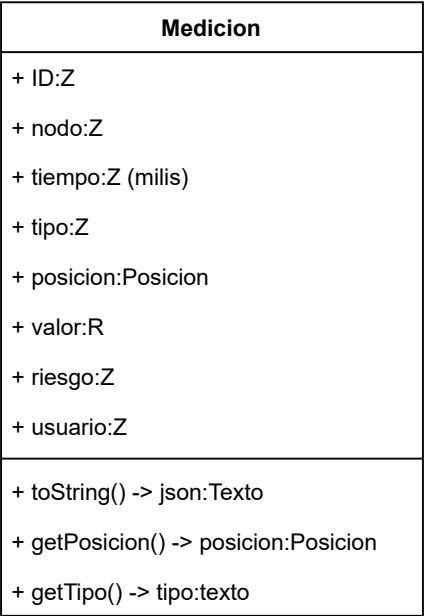 Medicion
+ ID:Z
+ nodo:Z
+ tiempo:Z (milis)
+ tipo:Z
+ posicion:Posicion
+ valor:R
+ riesgo:Z
+ usuario:Z
+ toString() -> json:Texto
+ getPosicion() -> posicion:Posicion
+ getTipo() -> tipo:texto